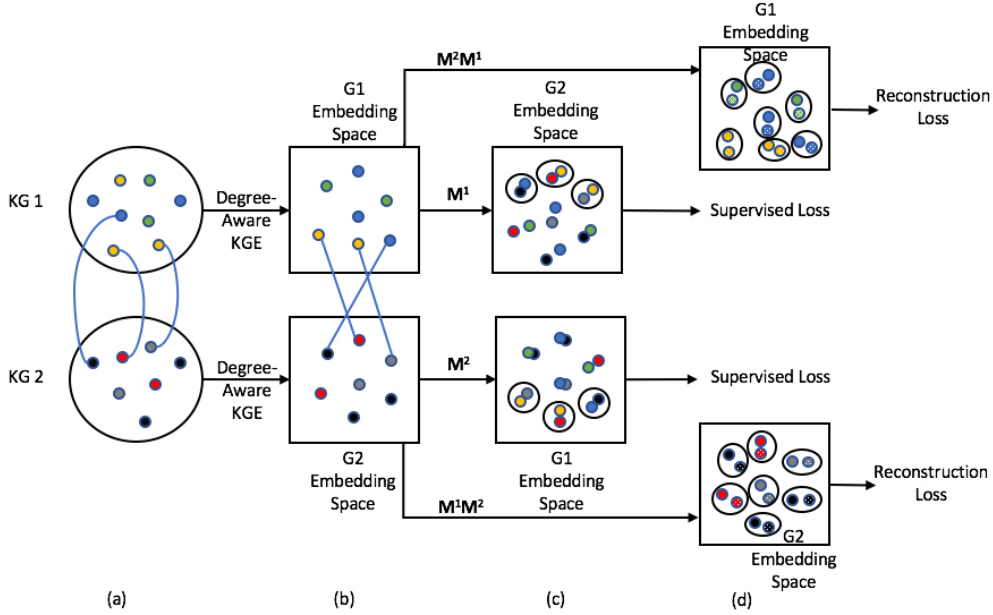 G1
Embedding
Space
M²M¹
Reconstruction
Loss
G1
Embedding
Space
G2
Embedding
Space
KG 1
Degree-
Aware
KGE
M¹
Supervised Loss
KG 2
Degree-
Aware
KGE
M²
Supervised Loss
G2
Embedding
Space
G1
Embedding
Space
M¹M²
Reconstruction
Loss
G2
Embedding
Space
(a)
(b)
(c)
(d)